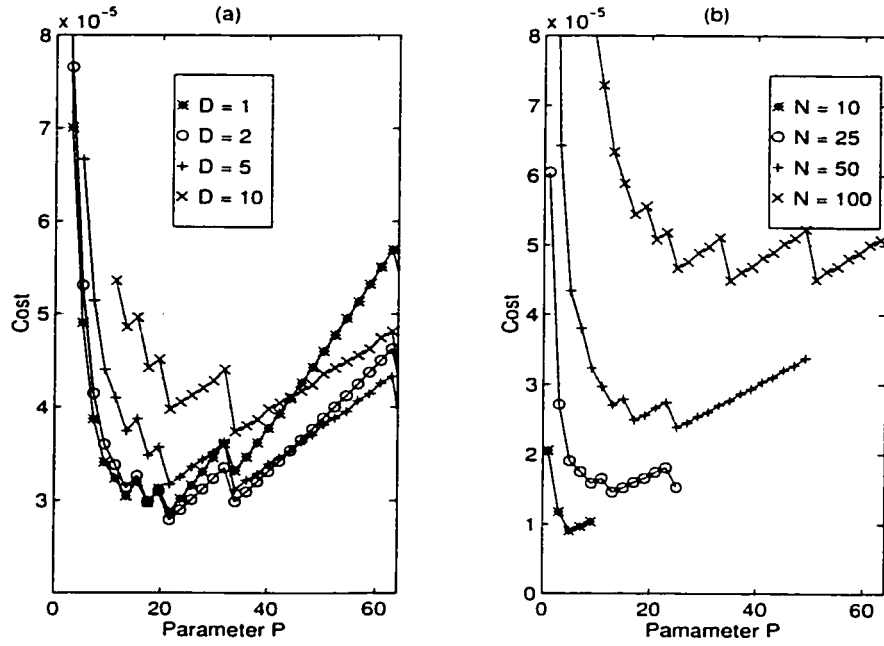 (a)
x 10⁻⁵
8
7
6
5
4
3
Cost
0
20
40
60
Parameter P
D = 1
D = 2
D = 5
D = 10
(b)
x 10⁻⁵
8
7
6
5
4
3
2
1
0
Cost
0
20
40
60
Pamameter P
N = 10
N = 25
N = 50
N = 100